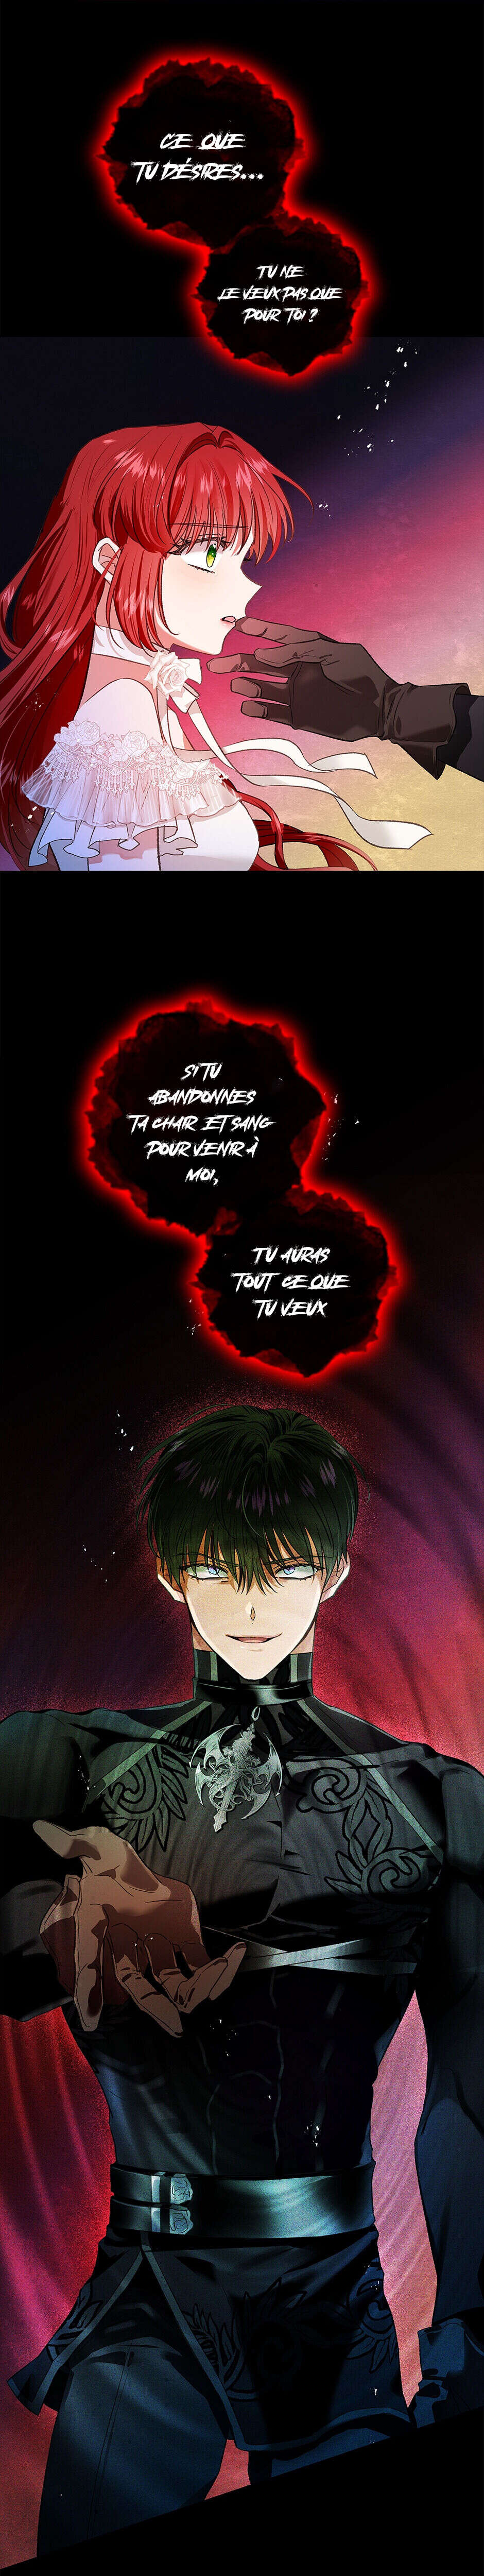 CE QUE
TU DÉSIRES...
TU NE
LE VEUX PAS QUE
POUR TOI ?
SI TU
ABANDONNES
TA CHAIR ET SANG
POUR VENIR À
MOI,
TU AURAS
TOUT CE QUE
TU VEUX